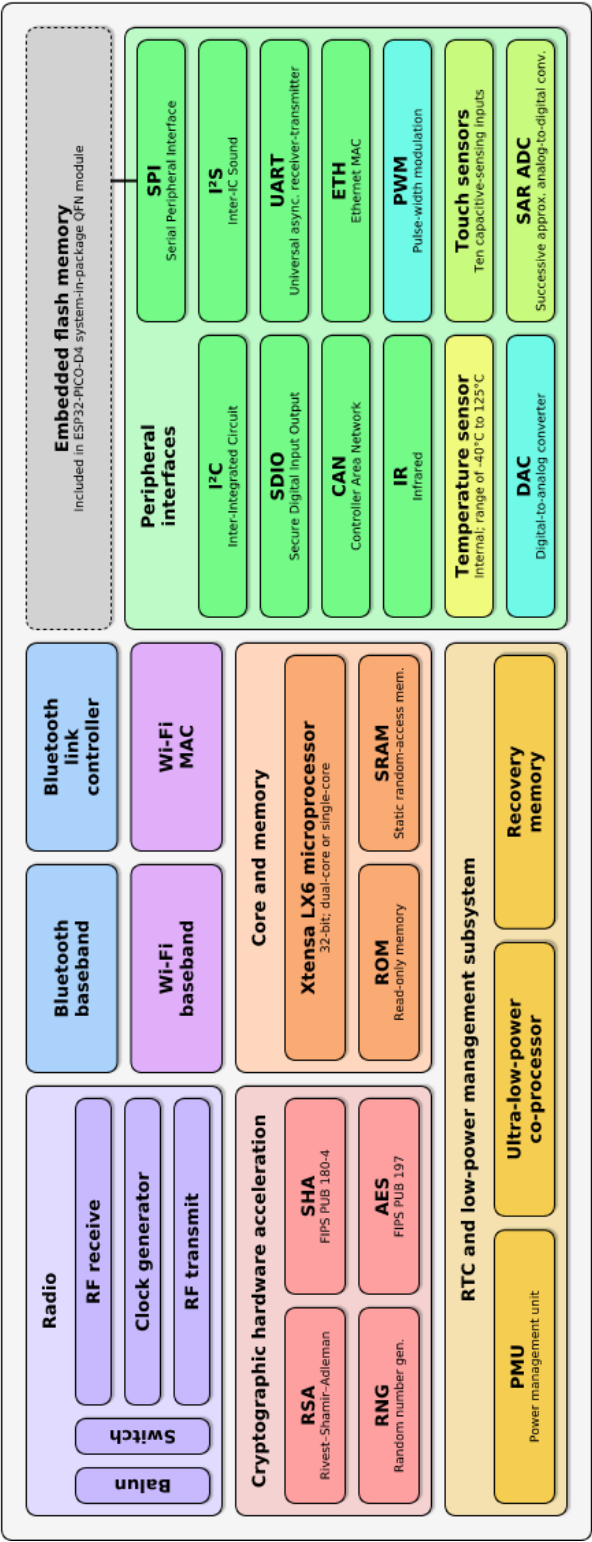 Embedded flash memory
Included in ESP32-PICO-D4 system-in-package QFN module
Peripheral
interfaces
SPI
Serial Peripheral Interface
I²C
Inter-Integrated Circuit
I²S
Inter-IC Sound
SDIO
Secure Digital Input Output
UART
Universal async. receiver-transmitter
CAN
Controller Area Network
ETH
Ethernet MAC
IR
Infrared
PWM
Pulse-width modulation
Temperature sensor
Internal; range of -40°C to 125°C
Touch sensors
Ten capacitive-sensing inputs
DAC
Digital-to-analog converter
SAR ADC
Successive approx. analog-to-digital conv.
Bluetooth
baseband
Bluetooth
link
controller
Wi-Fi
baseband
Wi-Fi
MAC
Core and memory
Xtensa LX6 microprocessor
32-bit; dual-core or single-core
ROM
Read-only memory
SRAM
Static random-access mem.
Radio
Balun
Switch
RF receive
Clock generator
RF transmit
Cryptographic hardware acceleration
RSA
Rivest–Shamir–Adleman
SHA
FIPS PUB 180-4
RNG
Random number gen.
AES
FIPS PUB 197
RTC and low-power management subsystem
PMU
Power management unit
Ultra-low-power
co-processor
Recovery
memory